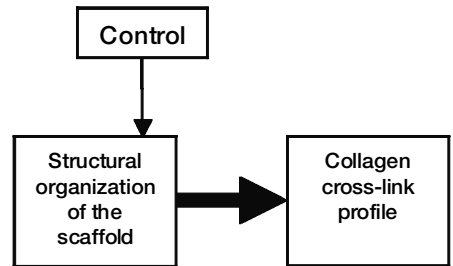 Control
Structural
organization
of the
scaffold
Collagen
cross-link
profile